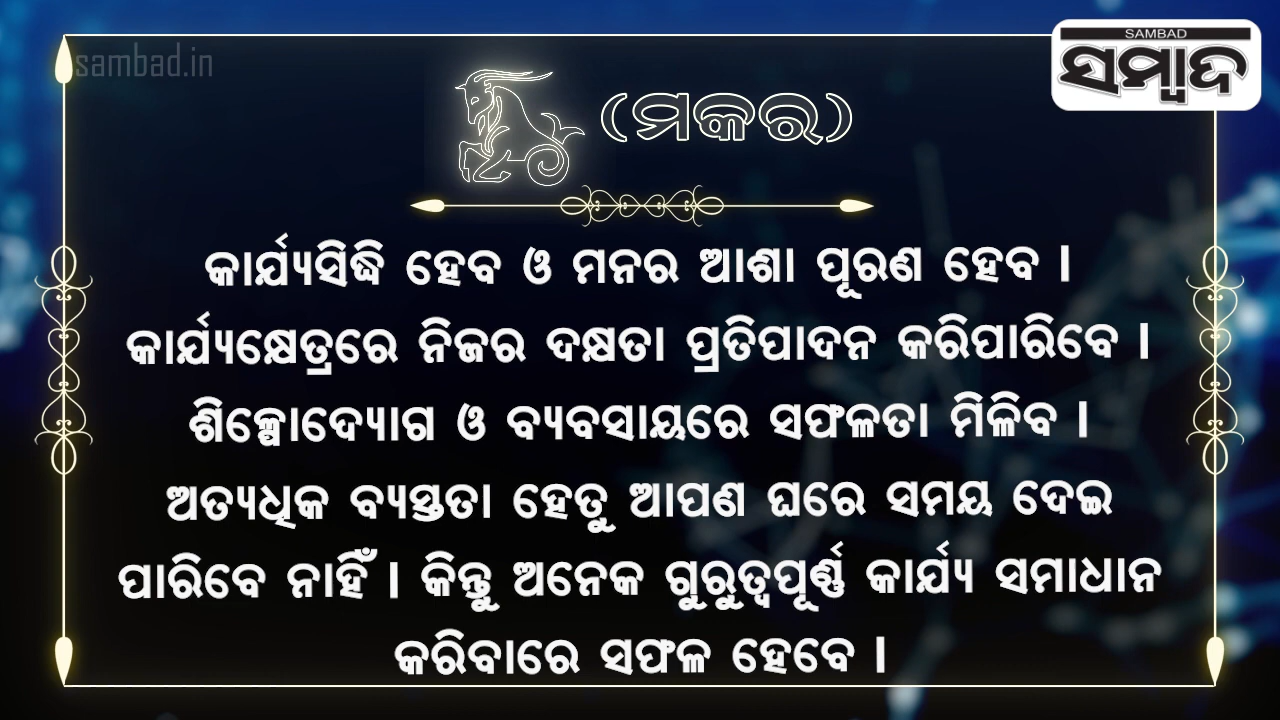 sambad.in
SAMBAD
ସମ୍ବାଦ
(ମକର)
କାର୍ଯ୍ୟସିଦ୍ଧି ହେବ ଓ ମନର ଆଶା ପୂରଣ ହେବ ।
କାର୍ଯ୍ୟକ୍ଷେତ୍ରରେ ନିଜର ଦକ୍ଷତା ପ୍ରତିପାଦନ କରିପାରିବେ ।
ଶିଳ୍ପୋଦ୍ୟୋଗ ଓ ବ୍ୟବସାୟରେ ସଫଳତା ମିଳିବ ।
ଅତ୍ୟଧିକ ବ୍ୟସ୍ତତା ହେତୁ ଆପଣ ଘରେ ସମୟ ଦେଇ
ପାରିବେ ନାହିଁ । କିନ୍ତୁ ଅନେକ ଗୁରୁତ୍ୱପୂର୍ଣ୍ଣ କାର୍ଯ୍ୟ ସମାଧାନ
କରିବାରେ ସଫଳ ହେବେ ।